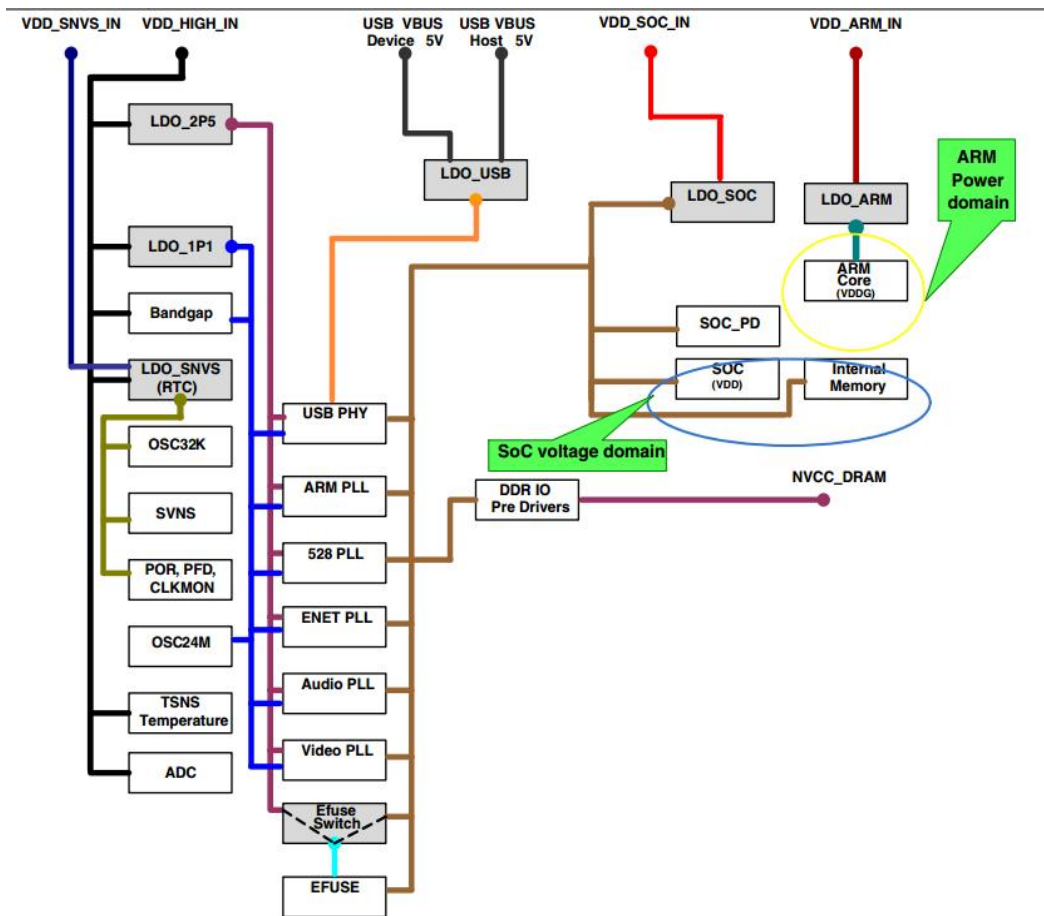 VDD_SNVS_IN
VDD_HIGH_IN
USB VBUS
Device 5V
USB VBUS
Host 5V
VDD_SOC_IN
VDD_ARM_IN
LDO_2P5
LDO_USB
LDO_SOC
LDO_ARM
ARM
Power
domain
LDO_1P1
ARM
Core
(VDDG)
Bandgap
SOC_PD
LDO_SNVS
(RTC)
SOC
(VDD)
Internal
Memory
USB PHY
OSC32K
SoC voltage domain
ARM PLL
DDR IO
Pre Drivers
NVCC_DRAM
SVNS
528 PLL
POR, PFD,
CLKMON
ENET PLL
OSC24M
Audio PLL
TSNS
Temperature
Video PLL
ADC
Efuse
Switch
EFUSE